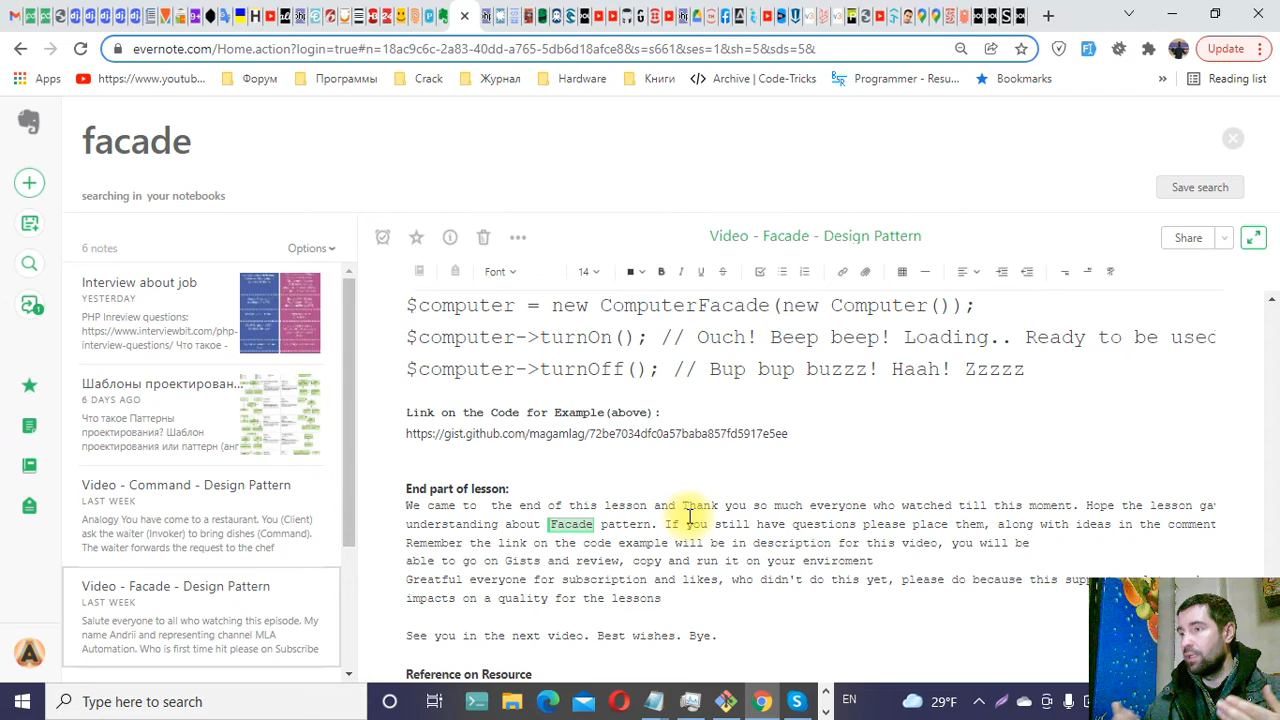 evernote.com/Home.action?login=true#n=18ac9c6c-2a83-40dd-a765-5db6d18afce8&s=s661&ses=1&sh=5&sds=5&
Update
Apps
https://www.youtub...
Форум
Программы
Crack
Журнал
Hardware
Книги
Archive | Code-Tricks
Programmer - Resu...
Bookmarks
»
Reading list
facade
searching in your notebooks
Save search
6 notes
Options
Video - Facade - Design Pattern
Share
Font
14
B
Interview about job
YESTERDAY
PHP Inreview questions:
https://www.interviewbit.com/php-
interview-questions/ Что такое -
Шаблоны проектирован...
6 DAYS AGO
Что такое Паттерны
проектирования? Шаблон
проектирования или паттерн (анг
Video - Command - Design Pattern
LAST WEEK
Analogy You have come to a restaurant. You (Client)
ask the waiter (Invoker) to bring dishes (Command).
The waiter forwards the request to the chef
Video - Facade - Design Pattern
LAST WEEK
Salute everyone to all who watching this episode. My
name Andrii and representing channel MLA
Automation. Who is first time hit please on Subscribe
$computer = new ComputerFacade(new Computer());
$computer->turnOn(); // Ouch! Beep beep! Loading.. Ready to be used
$computer->turnOff(); // Bup bup buzzz! Haah! Zzzzz
Link on the Code for Example(above):
https://gist.github.com/magamlag/72be7034dfc0a57baba857fd5917e5ee
End part of lesson:
We came to the end of this lesson and Thank you so much everyone who watched till this moment. Hope the lesson ga
understanding about Facade pattern. If you still have questions please place them, along with ideas in the comment
Remember the link on the code example will be in description for this video, you will be
able to go on Gists and review, copy and run it on your enviroment
Greatful everyone for subscription and likes, who didn't do this yet, please do because this
impacts on a quality for the lessons
See you in the next video. Best wishes. Bye.
Reference on Resource
Type here to search
EN
29°F